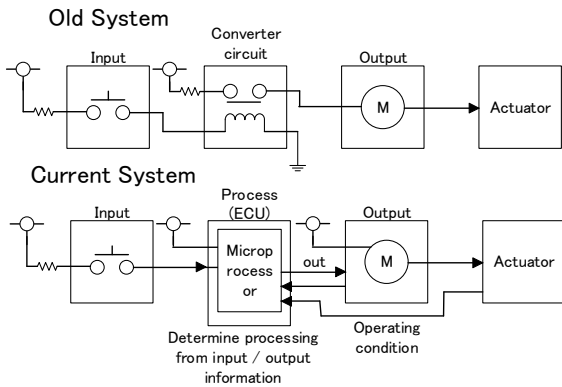 Old System
Input
Converter
circuit
Output
M
Actuator
Current System
Input
Process
(ECU)
Microp
rocess
or
out
Output
M
Actuator
Operating
condition
Determine processing
from input / output
information